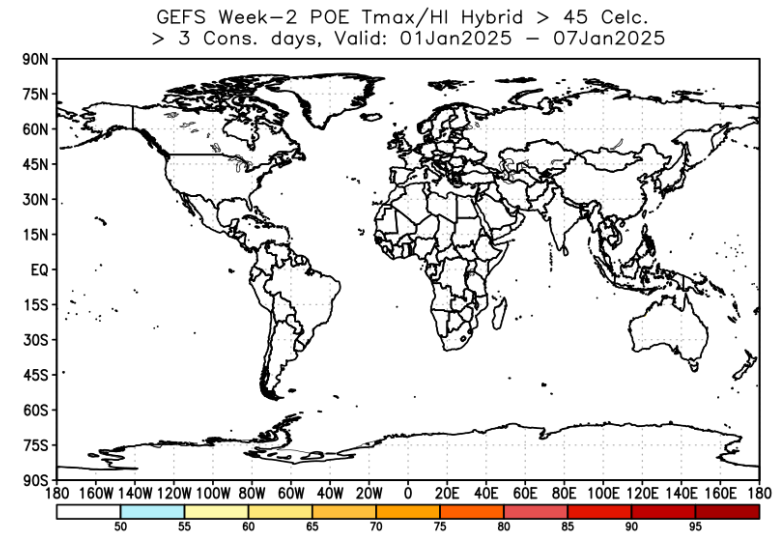 GEFS Week-2 POE Tmax/HI Hybrid > 45 Celc.
> 3 Cons. days, Valid: 01Jan2025 - 07Jan2025
90N
75N
60N
45N
30N
15N
EQ
15S
30S
45S
60S
75S
90S
180 160W 140W 120W 100W 80W 60W 40W 20W 0 20E 40E 60E 80E 100E 120E 140E 160E 180
50 55 60 65 70 75 80 85 90 95